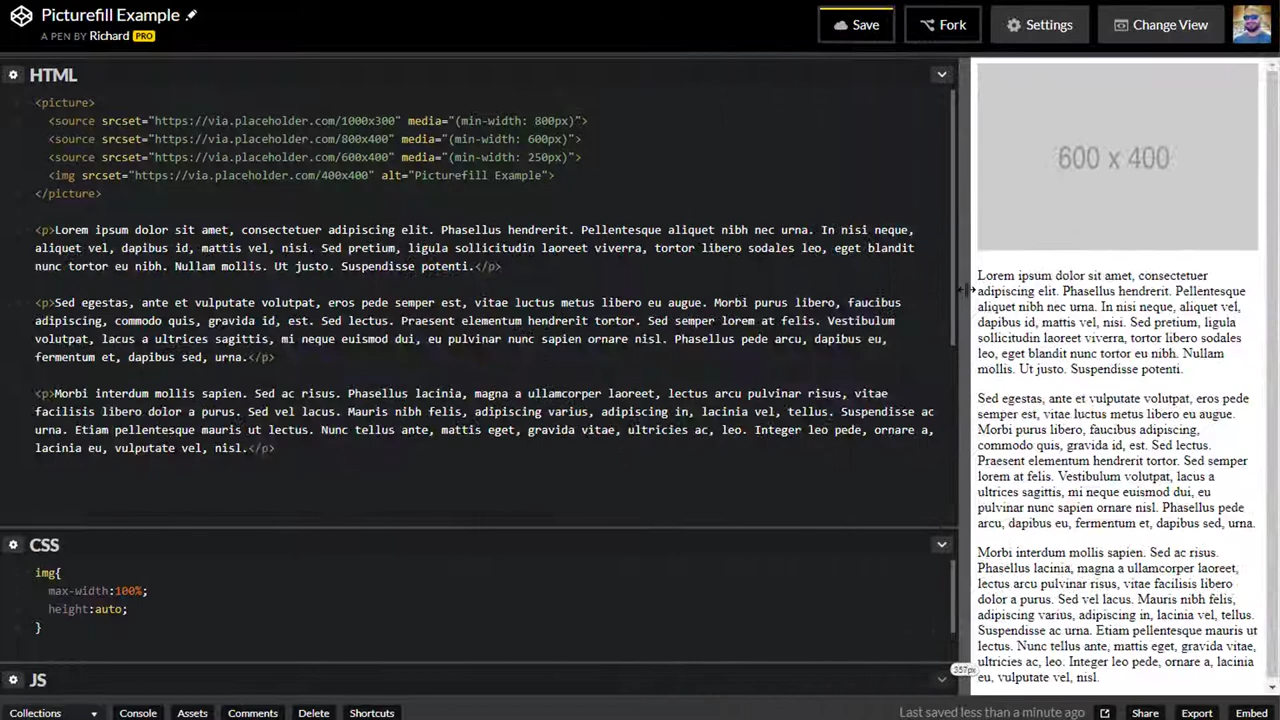 Picturefill Example
A PEN BY Richard PRO
Save
Fork
Settings
Change View
HTML
<picture>
<source srcset="https://via.placeholder.com/1000x300" media="(min-width: 800px)">
<source srcset="https://via.placeholder.com/800x400" media="(min-width: 600px)">
<source srcset="https://via.placeholder.com/600x400" media="(min-width: 250px)">
<img srcset="https://via.placeholder.com/400x400" alt="Picturefill Example">
</picture>
<p>Lorem ipsum dolor sit amet, consectetuer adipiscing elit. Phasellus hendrerit. Pellentesque aliquet nibh nec urna. In nisi neque,
aliquet vel, dapibus id, mattis vel, nisi. Sed pretium, ligula sollicitudin laoreet viverra, tortor libero sodales leo, eget blandit
nunc tortor eu nibh. Nullam mollis. Ut justo. Suspendisse potenti.</p>
<p>Sed egestas, ante et vulputate volutpat, eros pede semper est, vitae luctus metus libero eu augue. Morbi purus libero, faucibus
adipiscing, commodo quis, gravida id, est. Sed lectus. Praesent elementum hendrerit tortor. Sed semper lorem at felis. Vestibulum
volutpat, lacus a ultrices sagittis, mi neque euismod dui, eu pulvinar nunc sapien ornare nisl. Phasellus pede arcu, dapibus eu,
fermentum et, dapibus sed, urna.</p>
<p>Morbi interdum mollis sapien. Sed ac risus. Phasellus lacinia, magna a ullamcorper laoreet, lectus arcu pulvinar risus, vitae
facilisis libero dolor a purus. Sed vel lacus. Mauris nibh felis, adipiscing varius, adipiscing in, lacinia vel, tellus. Suspendisse ac
urna. Etiam pellentesque mauris ut lectus. Nunc tellus ante, mattis eget, gravida vitae, ultricies ac, leo. Integer leo pede, ornare a,
lacinia eu, vulputate vel, nisl.</p>
CSS
img{
max-width:100%;
height:auto;
}
JS
600 x 400
Lorem ipsum dolor sit amet, consectetuer
adipiscing elit. Phasellus hendrerit. Pellentesque
aliquet nibh nec urna. In nisi neque, aliquet vel,
dapibus id, mattis vel, nisi. Sed pretium, ligula
sollicitudin laoreet viverra, tortor libero sodales
leo, eget blandit nunc tortor eu nibh. Nullam
mollis. Ut justo. Suspendisse potenti.
Sed egestas, ante et vulputate volutpat, eros pede
semper est, vitae luctus metus libero eu augue.
Morbi purus libero, faucibus adipiscing,
commodo quis, gravida id, est. Sed lectus.
Praesent elementum hendrerit tortor. Sed semper
lorem at felis. Vestibulum volutpat, lacus a
ultrices sagittis, mi neque euismod dui, eu
pulvinar nunc sapien ornare nisl. Phasellus pede
arcu, dapibus eu, fermentum et, dapibus sed, urna.
Morbi interdum mollis sapien. Sed ac risus.
Phasellus lacinia, magna a ullamcorper laoreet,
lectus arcu pulvinar risus, vitae facilisis libero
dolor a purus. Sed vel lacus. Mauris nibh felis,
adipiscing varius, adipiscing in, lacinia vel, tellus.
Suspendisse ac urna. Etiam pellentesque mauris ut
lectus. Nunc tellus ante, mattis eget, gravida vitae,
ultricies ac, leo. Integer leo pede, ornare a, lacinia
eu, vulputate vel, nisl.
357px
Collections
Console
Assets
Comments
Delete
Shortcuts
Last saved less than a minute ago
Share
Export
Embed